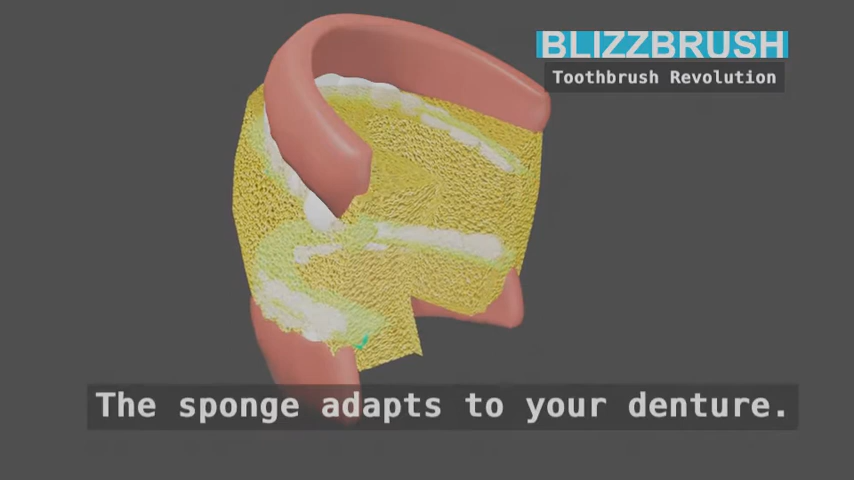 BLIZZBRUSH
Toothbrush Revolution
The sponge adapts to your denture.